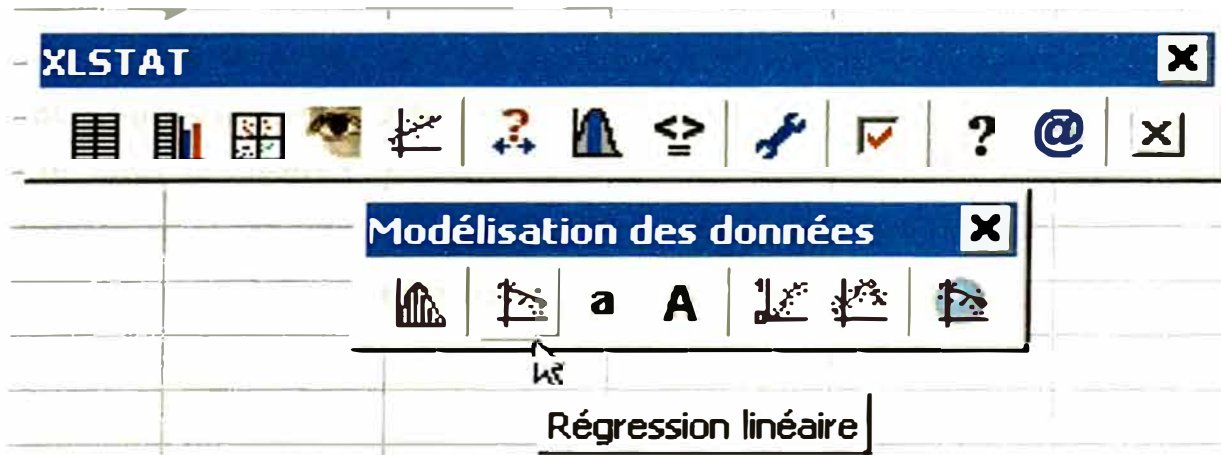 XLSTAT
? <> = ? @ x
Modélisation des données
a A
Régression linéaire